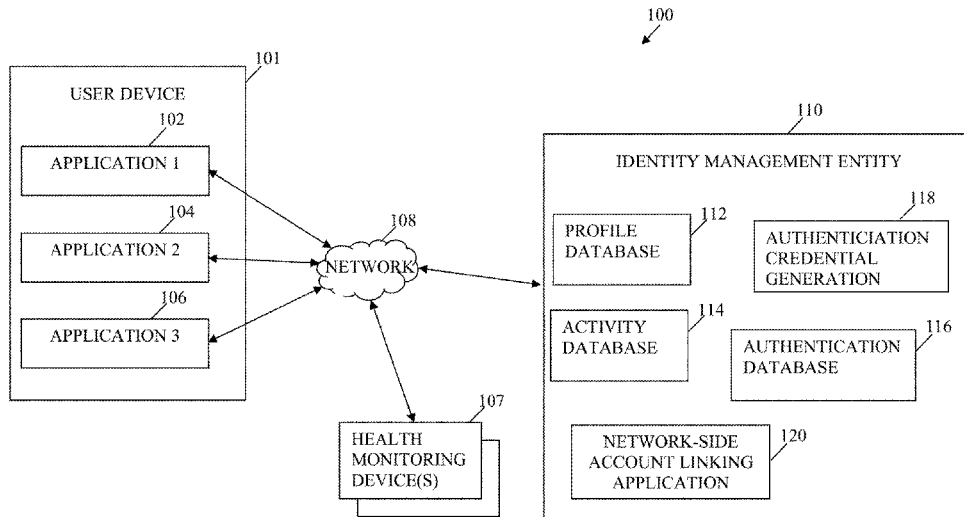 100
101
USER DEVICE
102
APPLICATION 1
104
APPLICATION 2
106
APPLICATION 3
108
NETWORK
107
HEALTH
MONITORING
DEVICE(S)
110
IDENTITY MANAGEMENT ENTITY
112
PROFILE
DATABASE
118
AUTHENTICIATION
CREDENTIAL
GENERATION
114
ACTIVITY
DATABASE
116
AUTHENTICATION
DATABASE
120
NETWORK-SIDE
ACCOUNT LINKING
APPLICATION